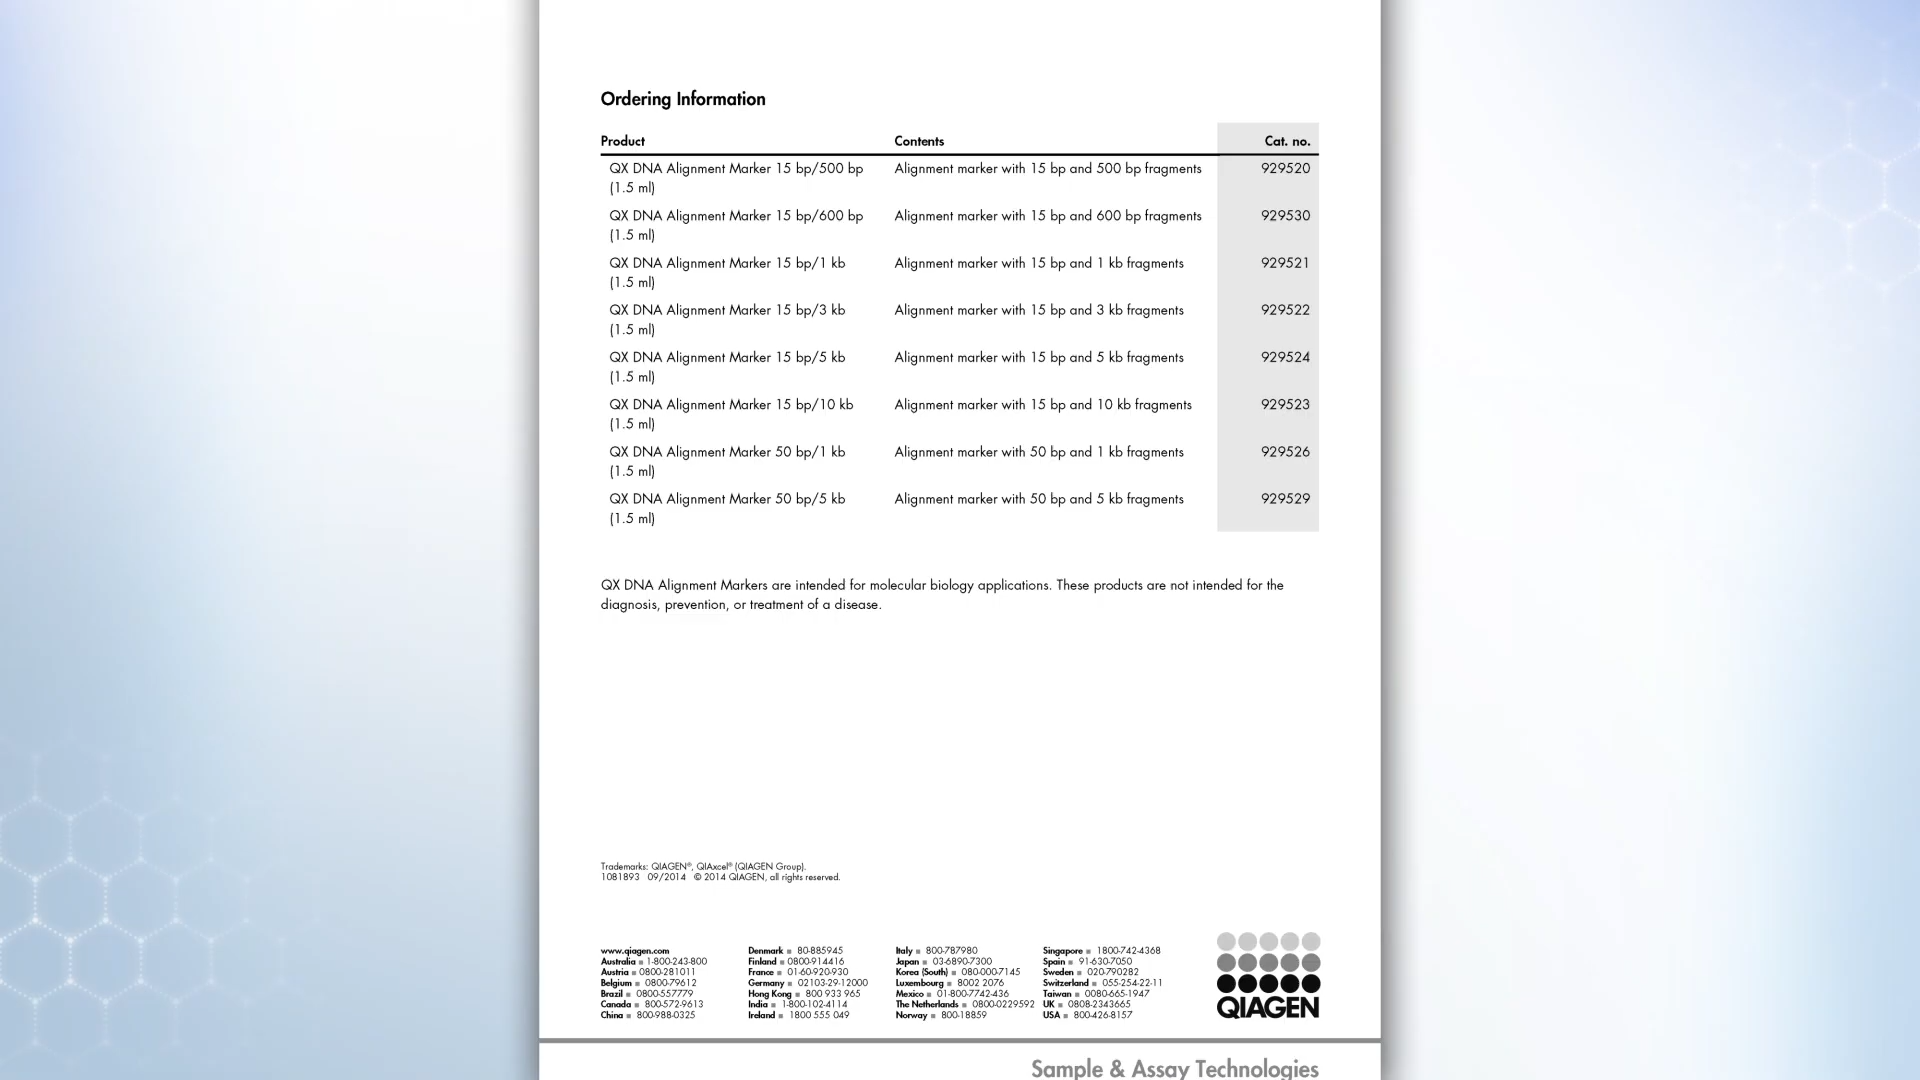 Ordering Information
Product Contents Cat. no.
QX DNA Alignment Marker 15 bp/500 bp Alignment marker with 15 bp and 500 bp fragments 929520
(1.5 ml)
QX DNA Alignment Marker 15 bp/600 bp Alignment marker with 15 bp and 600 bp fragments 929530
(1.5 ml)
QX DNA Alignment Marker 15 bp/1 kb Alignment marker with 15 bp and 1 kb fragments 929521
(1.5 ml)
QX DNA Alignment Marker 15 bp/3 kb Alignment marker with 15 bp and 3 kb fragments 929522
(1.5 ml)
QX DNA Alignment Marker 15 bp/5 kb Alignment marker with 15 bp and 5 kb fragments 929524
(1.5 ml)
QX DNA Alignment Marker 15 bp/10 kb Alignment marker with 15 bp and 10 kb fragments 929523
(1.5 ml)
QX DNA Alignment Marker 50 bp/1 kb Alignment marker with 50 bp and 1 kb fragments 929526
(1.5 ml)
QX DNA Alignment Marker 50 bp/5 kb Alignment marker with 50 bp and 5 kb fragments 929529
(1.5 ml)
QX DNA Alignment Markers are intended for molecular biology applications. These products are not intended for the
diagnosis, prevention, or treatment of a disease.
Trademarks: QIAGEN®, QIAxcel® (QIAGEN Group).
1081893 09/2014 © 2014 QIAGEN, all rights reserved.
www.qiagen.com
Australia ■ 1-800-243-800
Austria ■ 0800-281011
Belgium ■ 0800-79612
Brazil ■ 0800-557779
Canada ■ 800-572-9613
China ■ 800-988-0325
Denmark ■ 80-885945
Finland ■ 0800-914416
France ■ 01-60-920-930
Germany ■ 02103-29-12000
Hong Kong ■ 800 933 965
India ■ 1-800-102-4114
Ireland ■ 1800 555 049
Italy ■ 800-787980
Japan ■ 03-6890-7300
Korea (South) ■ 080-000-7145
Luxembourg ■ 8002 2076
Mexico ■ 01-800-7742-436
The Netherlands ■ 0800-0229592
Norway ■ 800-18859
Singapore ■ 1800-742-4368
Spain ■ 91-630-7050
Sweden ■ 020-790282
Switzerland ■ 055-254-22-11
Taiwan ■ 0080-665-1947
UK ■ 0808-2343665
USA ■ 800-426-8157
QIAGEN
Sample & Assay Technologies